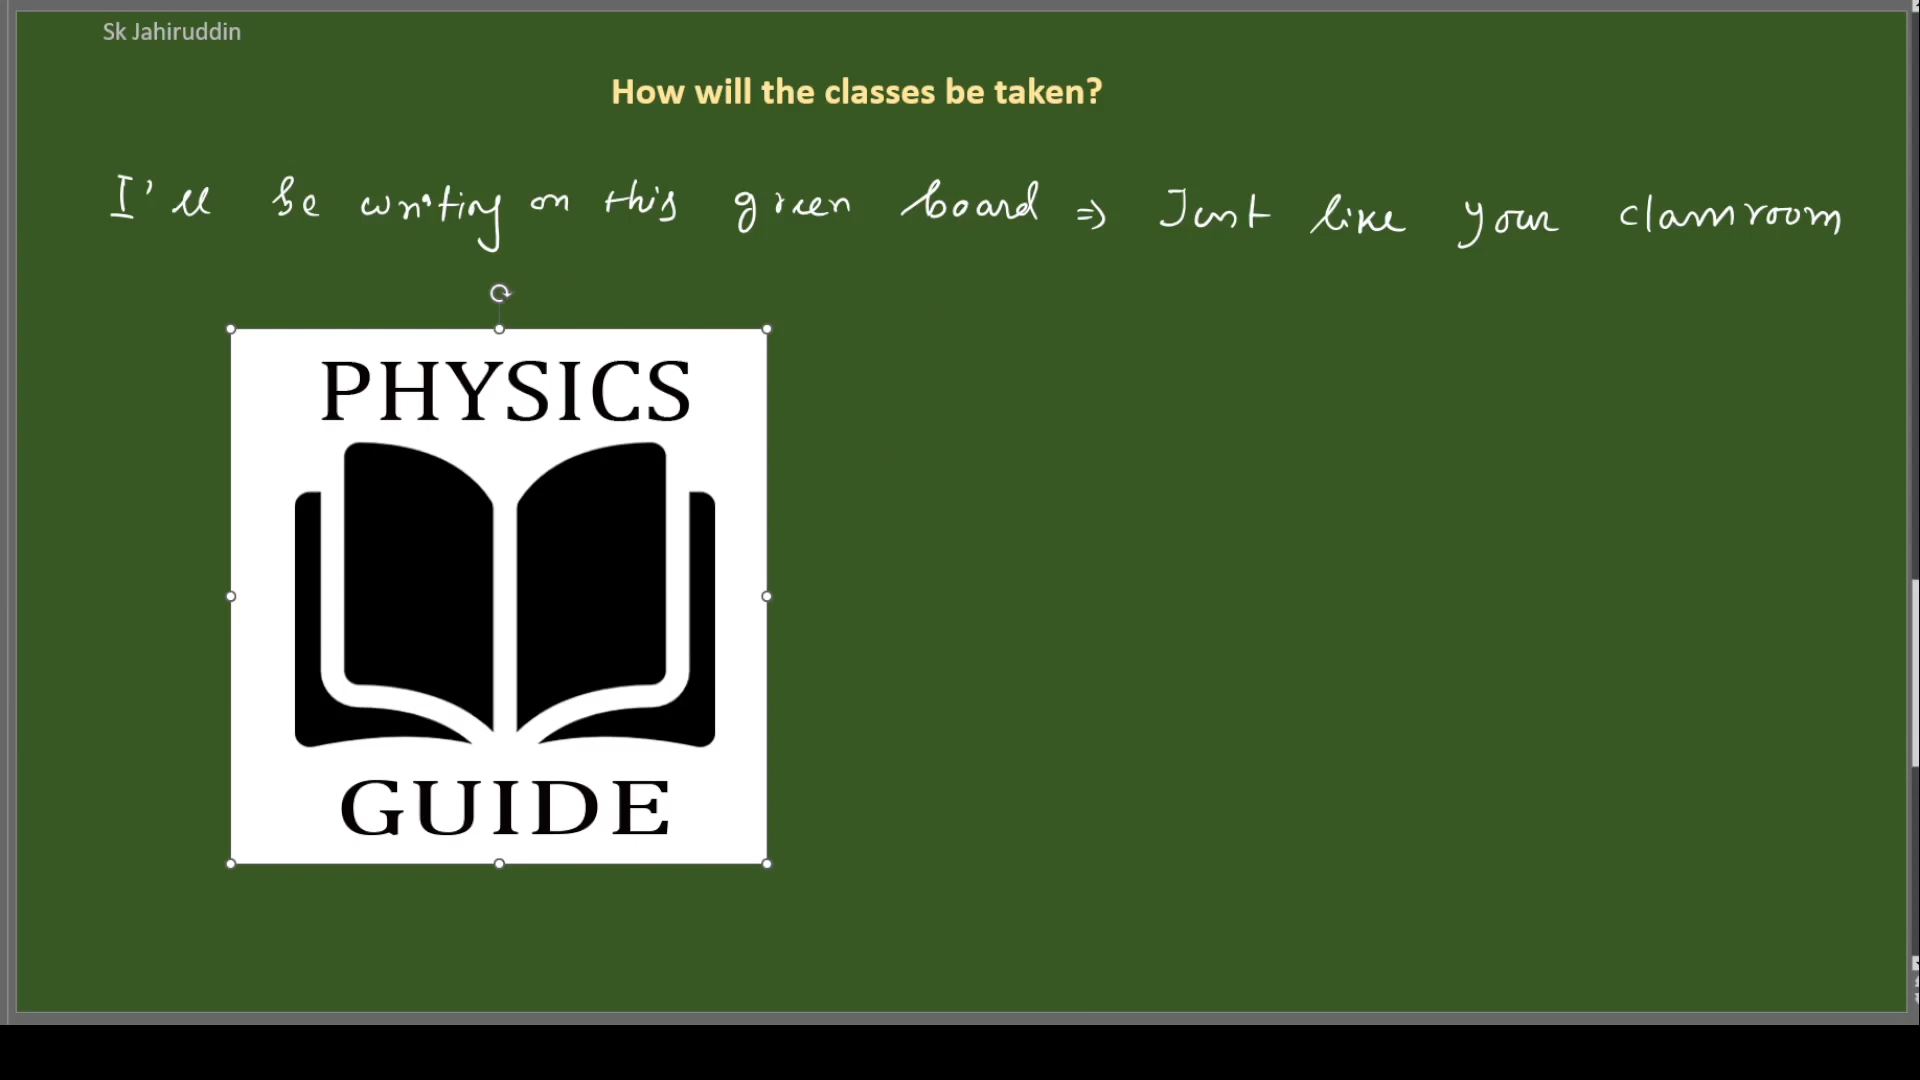 Sk Jahiruddin
How will the classes be taken?
I'll be writing on this green board ⇒ Just like your classroom
PHYSICS
GUIDE